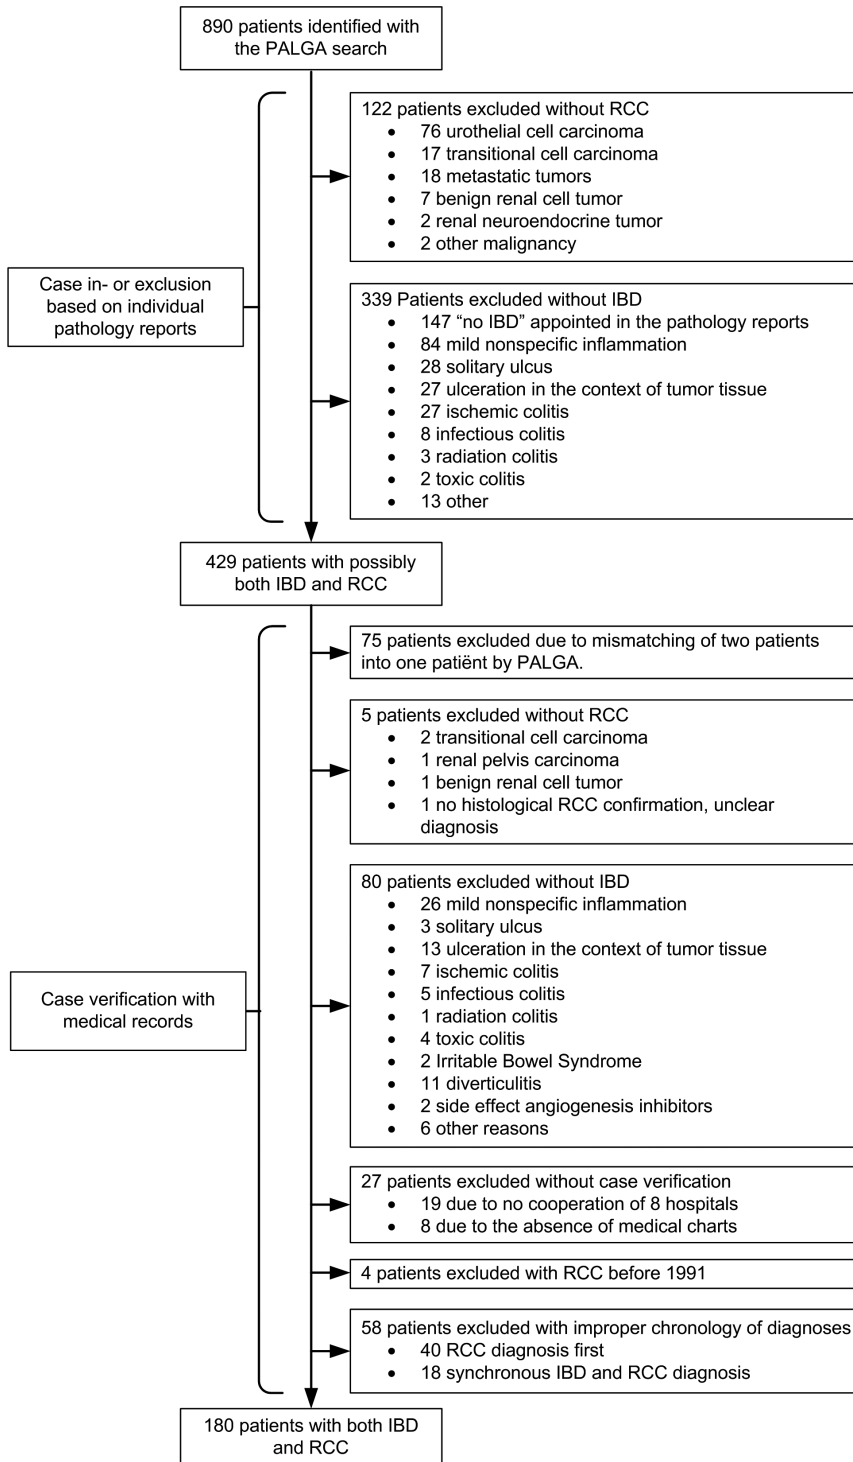 890 patients identified with
the PALGA search
122 patients excluded without RCC
• 76 urothelial cell carcinoma
• 17 transitional cell carcinoma
• 18 metastatic tumors
• 7 benign renal cell tumor
• 2 renal neuroendocrine tumor
• 2 other malignancy
Case in- or exclusion
based on individual
pathology reports
339 Patients excluded without IBD
• 147 “no IBD” appointed in the pathology reports
• 84 mild nonspecific inflammation
• 28 solitary ulcus
• 27 ulceration in the context of tumor tissue
• 27 ischemic colitis
• 8 infectious colitis
• 3 radiation colitis
• 2 toxic colitis
• 13 other
429 patients with possibly
both IBD and RCC
75 patients excluded due to mismatching of two patients
into one patiënt by PALGA.
5 patients excluded without RCC
• 2 transitional cell carcinoma
• 1 renal pelvis carcinoma
• 1 benign renal cell tumor
• 1 no histological RCC confirmation, unclear
diagnosis
80 patients excluded without IBD
• 26 mild nonspecific inflammation
• 3 solitary ulcus
• 13 ulceration in the context of tumor tissue
• 7 ischemic colitis
• 5 infectious colitis
• 1 radiation colitis
• 4 toxic colitis
• 2 Irritable Bowel Syndrome
• 11 diverticulitis
• 2 side effect angiogenesis inhibitors
• 6 other reasons
Case verification with
medical records
27 patients excluded without case verification
• 19 due to no cooperation of 8 hospitals
• 8 due to the absence of medical charts
4 patients excluded with RCC before 1991
58 patients excluded with improper chronology of diagnoses
• 40 RCC diagnosis first
• 18 synchronous IBD and RCC diagnosis
180 patients with both IBD
and RCC